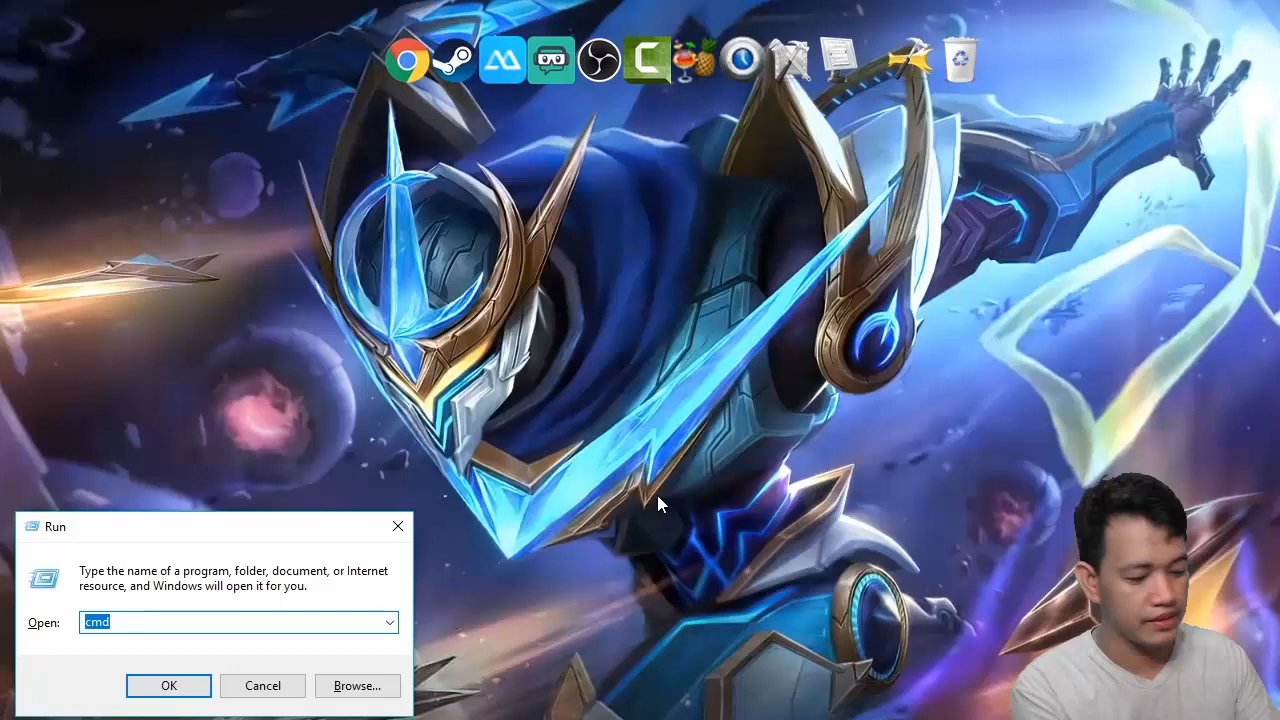 Run
Type the name of a program, folder, document, or Internet
resource, and Windows will open it for you.
Open:
cmd
OK
Cancel
Browse...